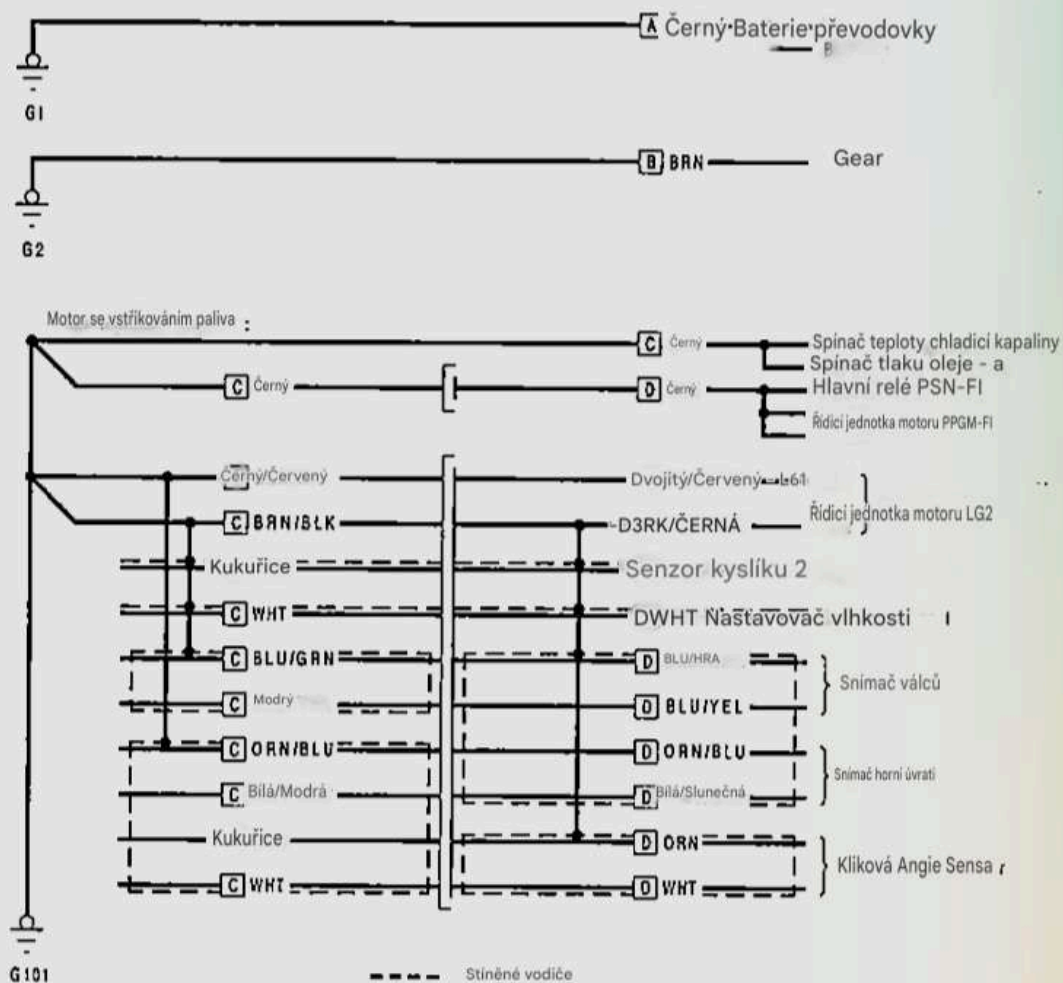 A Černý Baterie převodovky
B
G1
B BRN Gear
G2
Motor se vstřikováním paliva :
C Černý Spínač teploty chladicí kapaliny
Spínač tlaku oleje - a
C Černý D Černý Hlavní relé PSN-FI
Řídicí jednotka motoru PPGM-FI
Černý/Červený Dvojitý/Červený L61
C BRN/BLK D3RK/ČERNÁ Řídicí jednotka motoru LG2
Kukuřice Senzor kyslíku 2
C WHT DWHT Nastavovač vlhkosti I
C BLU/GRN D BLU/HRA
Snímač válců
C Modrý D BLU/YEL
C ORN/BLU D ORN/BLU
Snímač horní úvrati
C Bílá/Modrá D Bílá/Slunečná
Kukuřice D ORN
Kliková Angie Sensa r
C WHT D WHT
G101
Stíněné vodiče